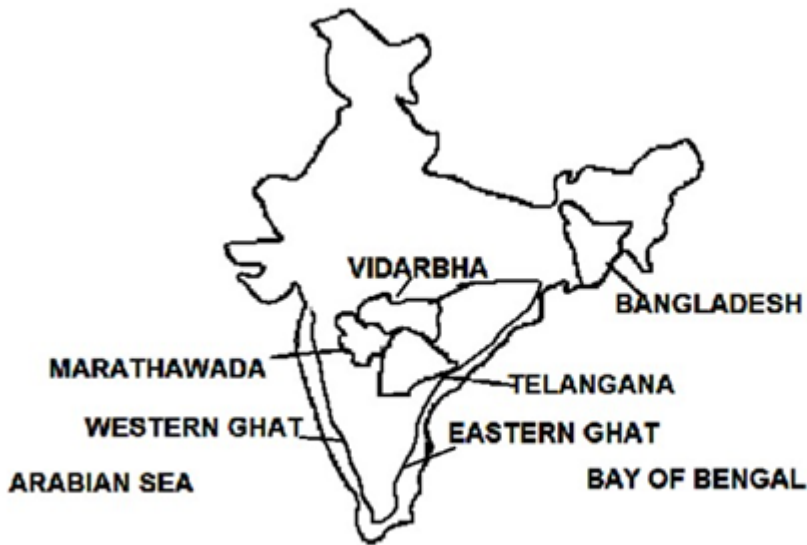 VIDARBHA
BANGLADESH
MARATHAWADA
TELANGANA
WESTERN GHAT
EASTERN GHAT
ARABIAN SEA
BAY OF BENGAL